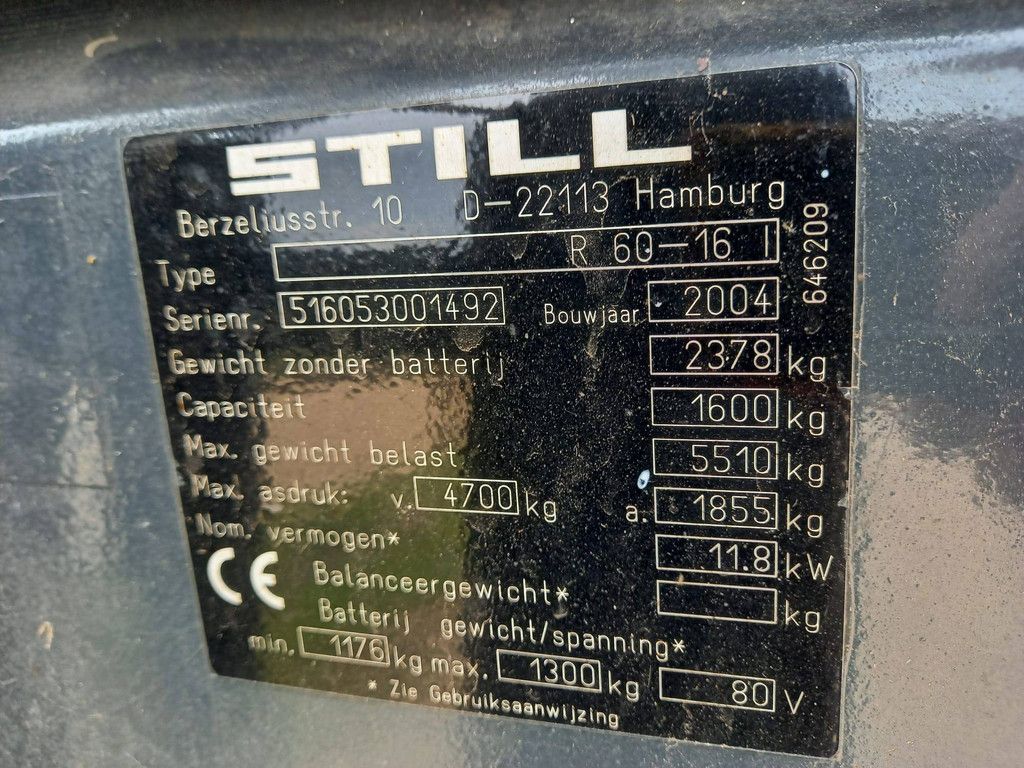 STILL
Berzeliusstr. 10 D-22113 Hamburg
Type R 60-16 I
Serienr. 516053001492 Bouwjaar 2004
Gewicht zonder batterij 2378 kg
Capaciteit 1600 kg
Max. gewicht belast 5510 kg
Max. asdruk: v. 4700 kg a. 1855 kg
Nom. vermogen* 11.8 kW
CE Balanceergewicht* kg
Batterij gewicht/spanning*
min. 1176 kg max. 1300 kg 80 V
* Zie Gebruiksaanwijzing
646209